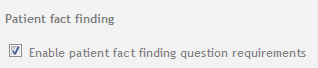 Patient fact finding
Enable patient fact finding question requirements